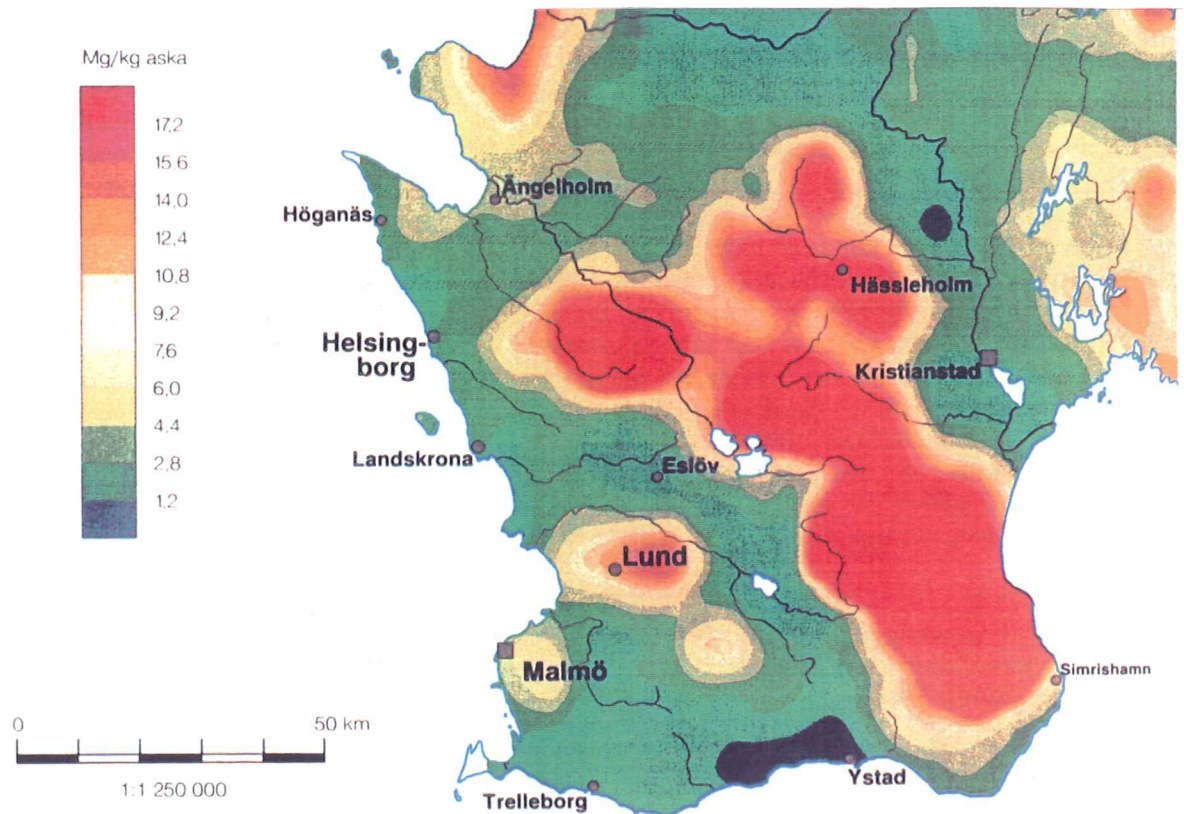 Mg/kg aska
17,2
15.6
14,0
12.4
10,8
9,2
7.6
6,0
4.4
2.8
1,2
Ängelholm
Höganäs
Hässleholm
Helsing-
borg
Kristianstad
Landskrona
Eslöv
Lund
Malmö
Simrishamn
0 50 km
1:1 250 000
Ystad
Trelleborg